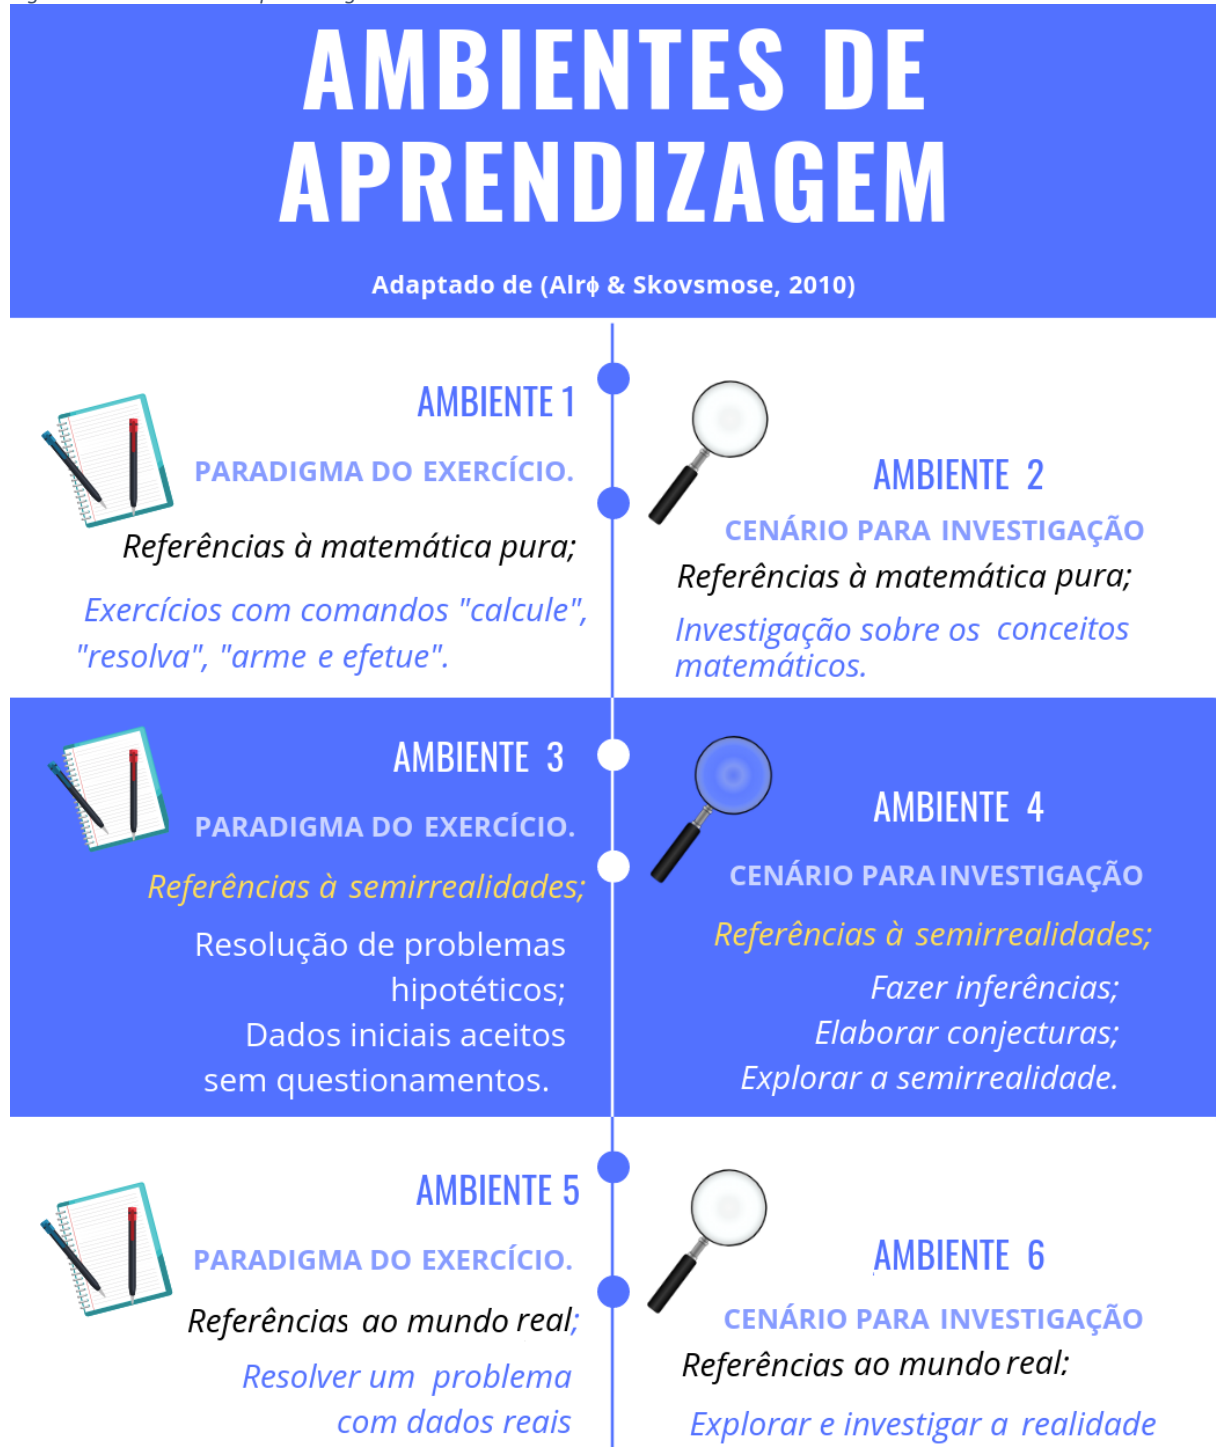 AMBIENTES DE
APRENDIZAGEM
Adaptado de (Alrɸ & Skovsmose, 2010)
AMBIENTE 1
PARADIGMA DO EXERCÍCIO.
Referências à matemática pura;
Exercícios com comandos "calcule",
"resolva", "arme e efetue".
AMBIENTE 2
CENÁRIO PARA INVESTIGAÇÃO
Referências à matemática pura;
Investigação sobre os conceitos
matemáticos.
AMBIENTE 3
PARADIGMA DO EXERCÍCIO.
Referências à semirrealidades;
Resolução de problemas
hipotéticos;
Dados iniciais aceitos
sem questionamentos.
AMBIENTE 4
CENÁRIO PARA INVESTIGAÇÃO
Referências à semirrealidades;
Fazer inferências;
Elaborar conjecturas;
Explorar a semirrealidade.
AMBIENTE 5
PARADIGMA DO EXERCÍCIO.
Referências ao mundo real;
Resolver um problema
com dados reais
AMBIENTE 6
CENÁRIO PARA INVESTIGAÇÃO
Referências ao mundo real;
Explorar e investigar a realidade